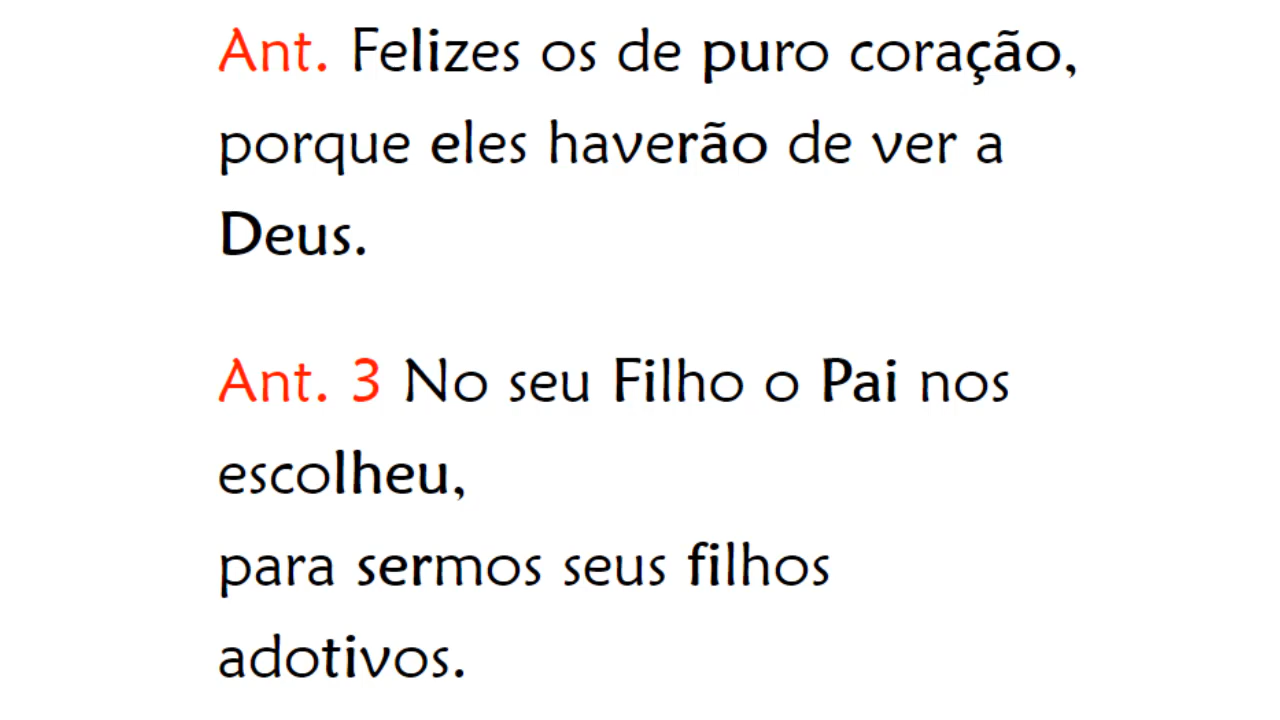 Ant. Felizes os de puro coração,
porque eles haverão de ver a
Deus.
Ant. 3 No seu Filho o Pai nos
escolheu,
para sermos seus filhos
adotivos.